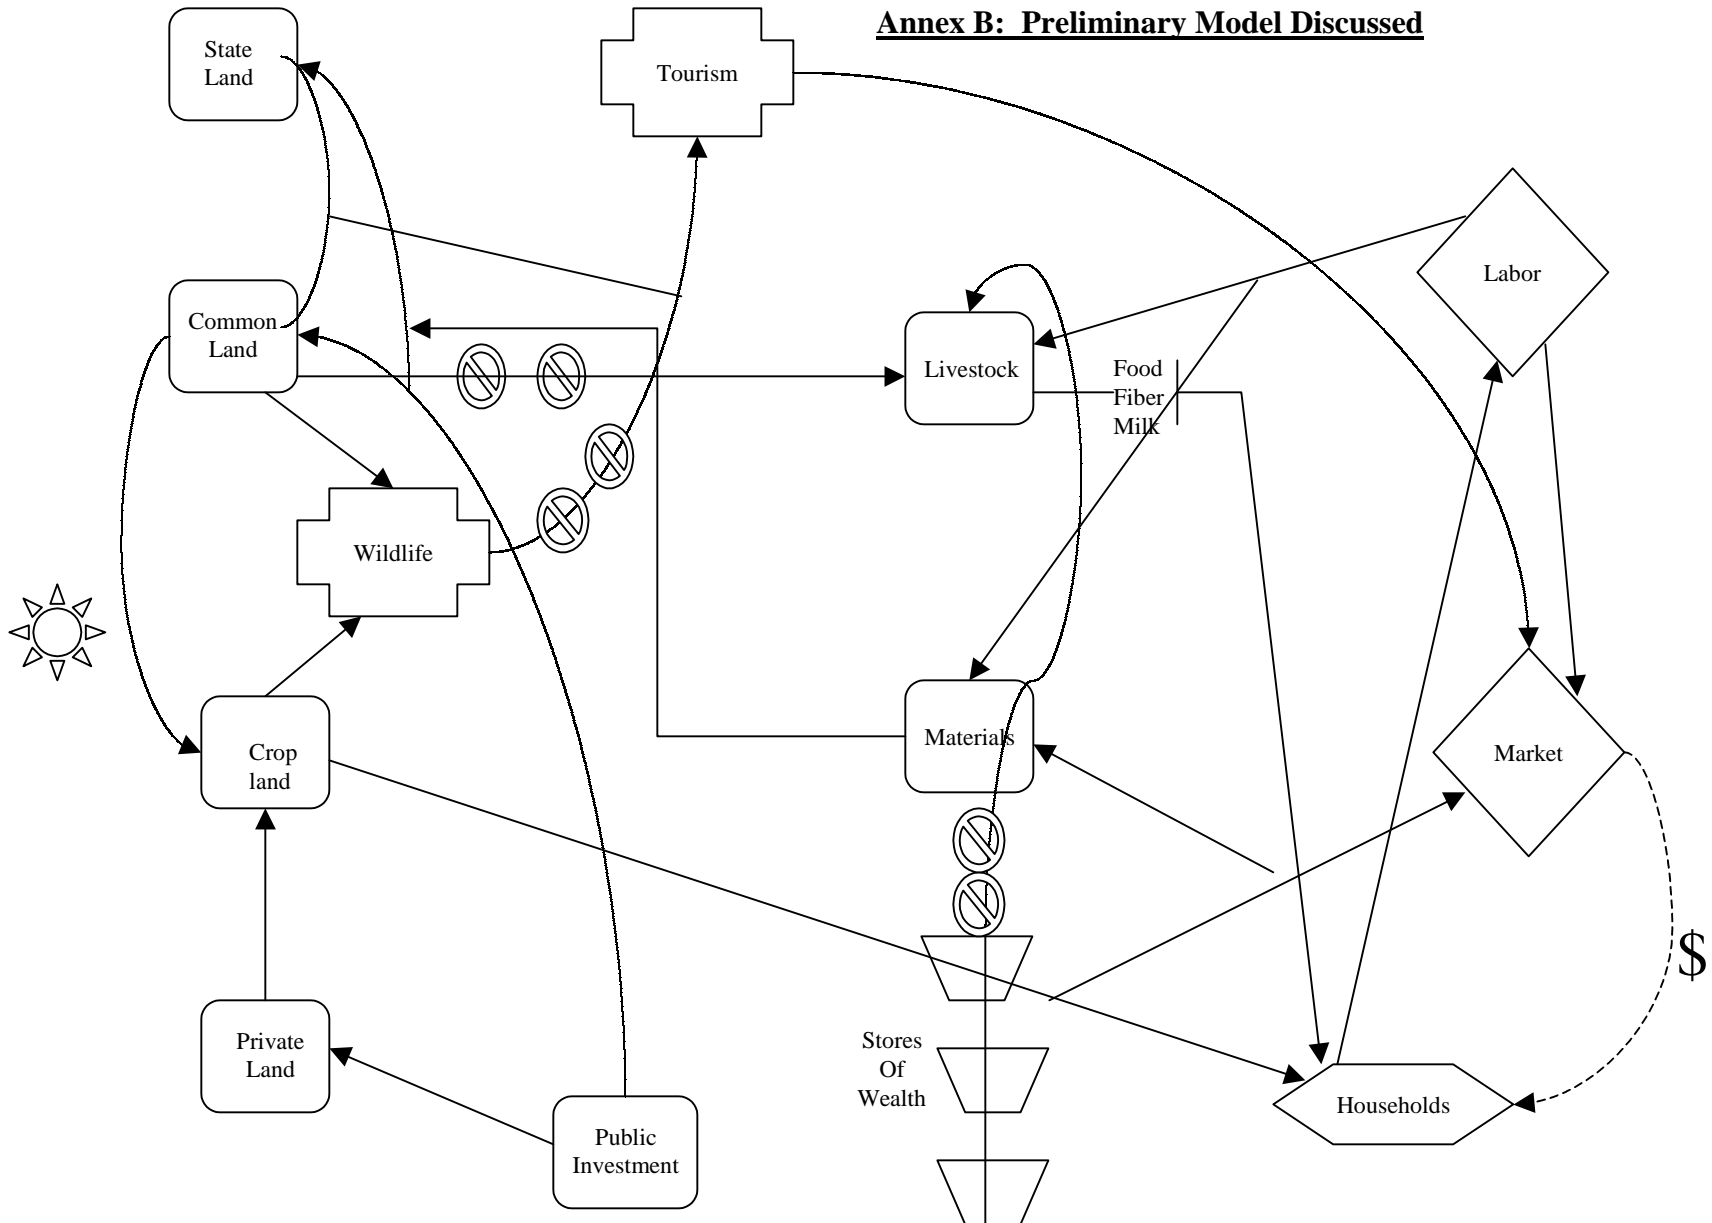 Annex B: Preliminary Model Discussed
State
Land
Tourism
Labor
Common
Land
Livestock
Food
Fiber
Milk
Wildlife
Crop
land
Materials
Market
$
Private
Land
Stores
Of
Wealth
Households
Public
Investment